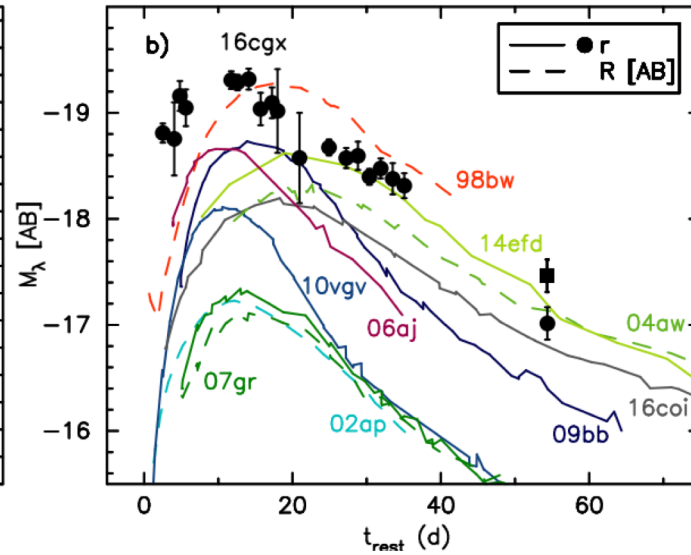 b)
16cgx
r
R [AB]
−19
98bw
−18
14efd
M_λ [AB]
10vgv
06aj
−17
04aw
07gr
02ap
16coi
−16
09bb
0
20
40
60
t_rest (d)